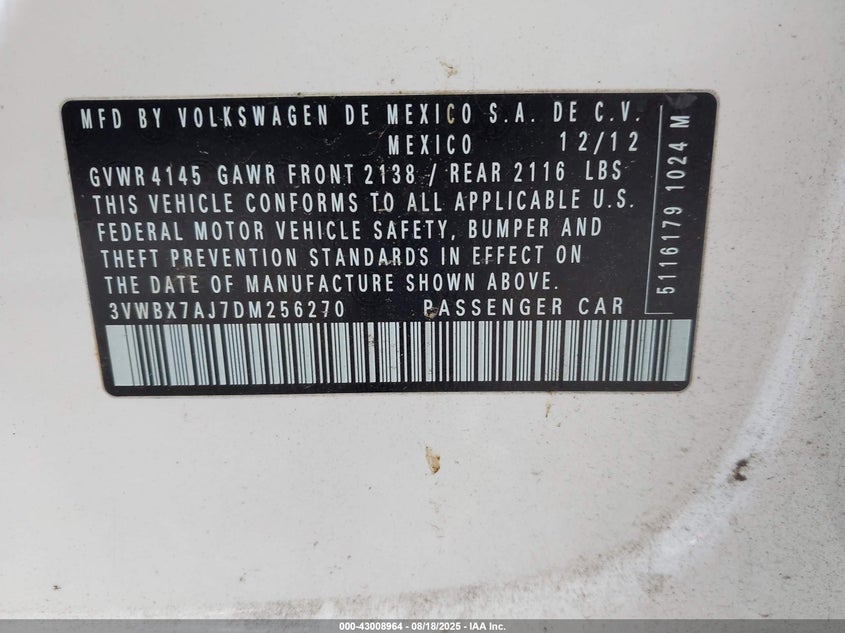 MFD BY VOLKSWAGEN DE MEXICO S.A. DE C.V.
MEXICO 12/12
GVWR 4145 GAWR FRONT 2138 / REAR 2116 LBS
THIS VEHICLE CONFORMS TO ALL APPLICABLE U.S.
FEDERAL MOTOR VEHICLE SAFETY, BUMPER AND
THEFT PREVENTION STANDARDS IN EFFECT ON
THE DATE OF MANUFACTURE SHOWN ABOVE.
3VWBX7AJ7DM256270 PASSENGER CAR
5116179 1024 M
000-43008964 - 08/18/2025 - IAA Inc.